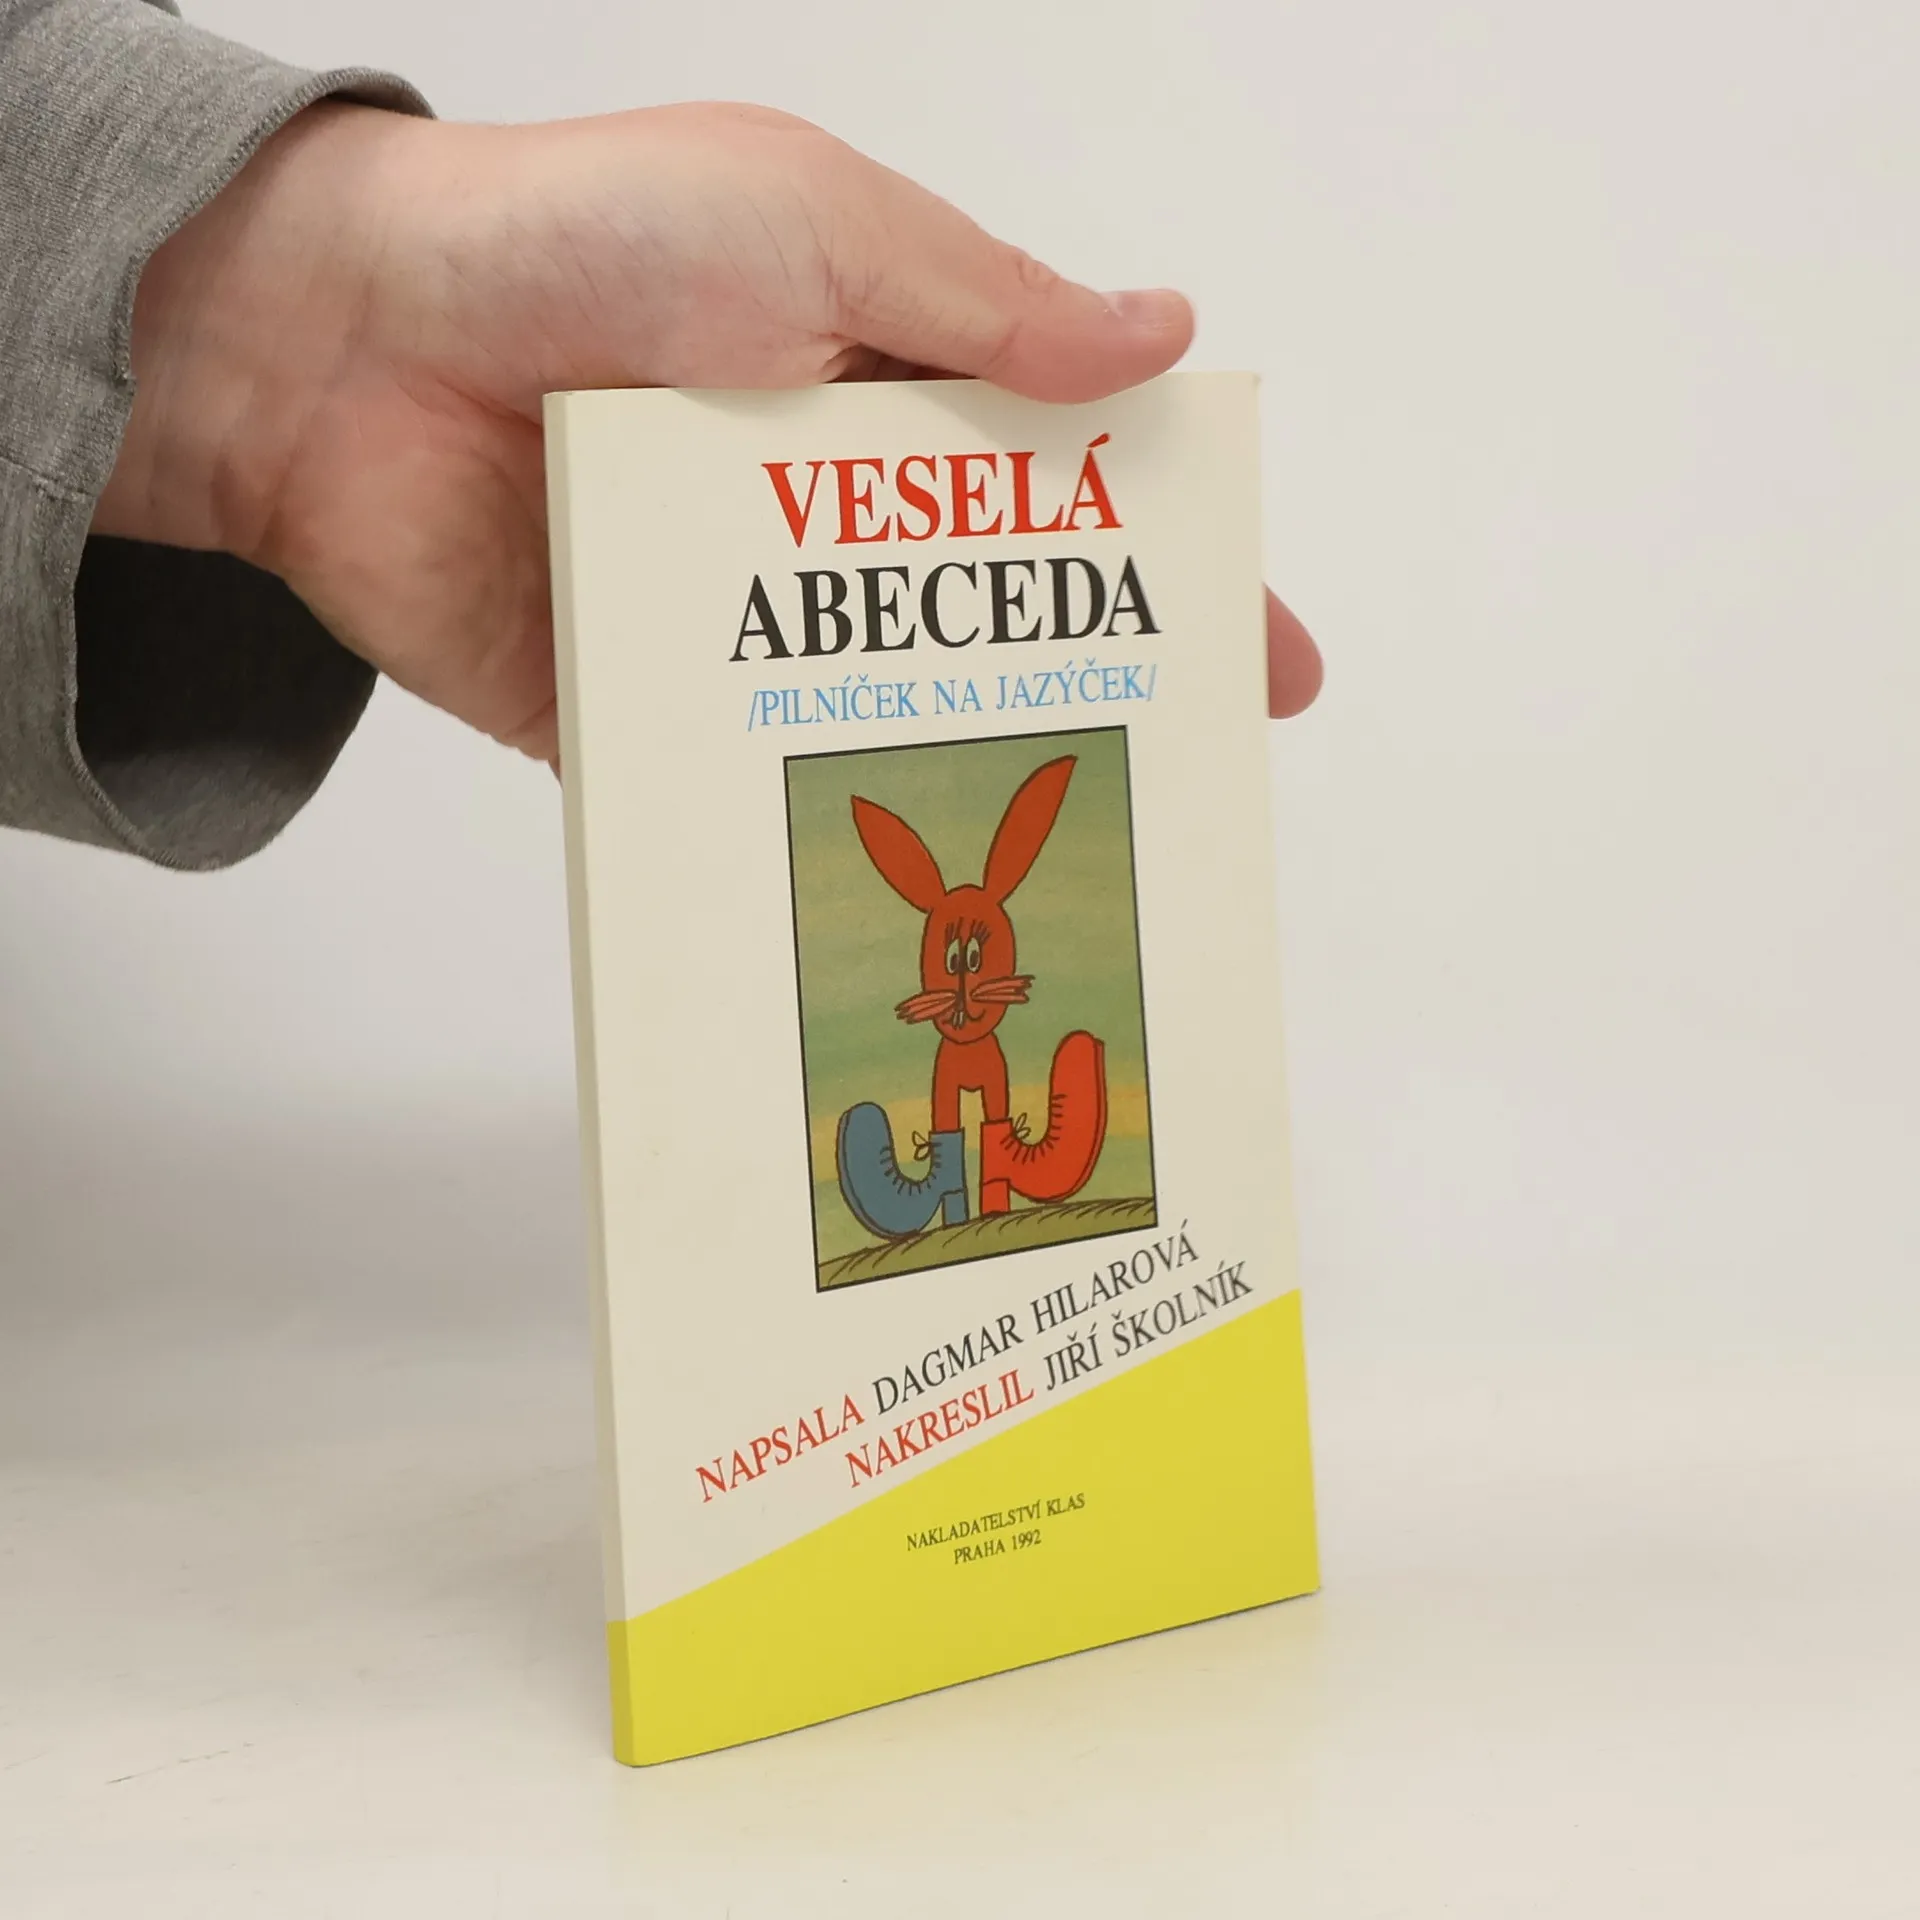 VESELÁ
ABECEDA
/PILNÍČEK NA JAZÝČEK/
NAPSALA DAGMAR HILAROVÁ
NAKRESLIL JIŘÍ ŠKOLNÍK
NAKLADATELSTVÍ KLAS
PRAHA 1992